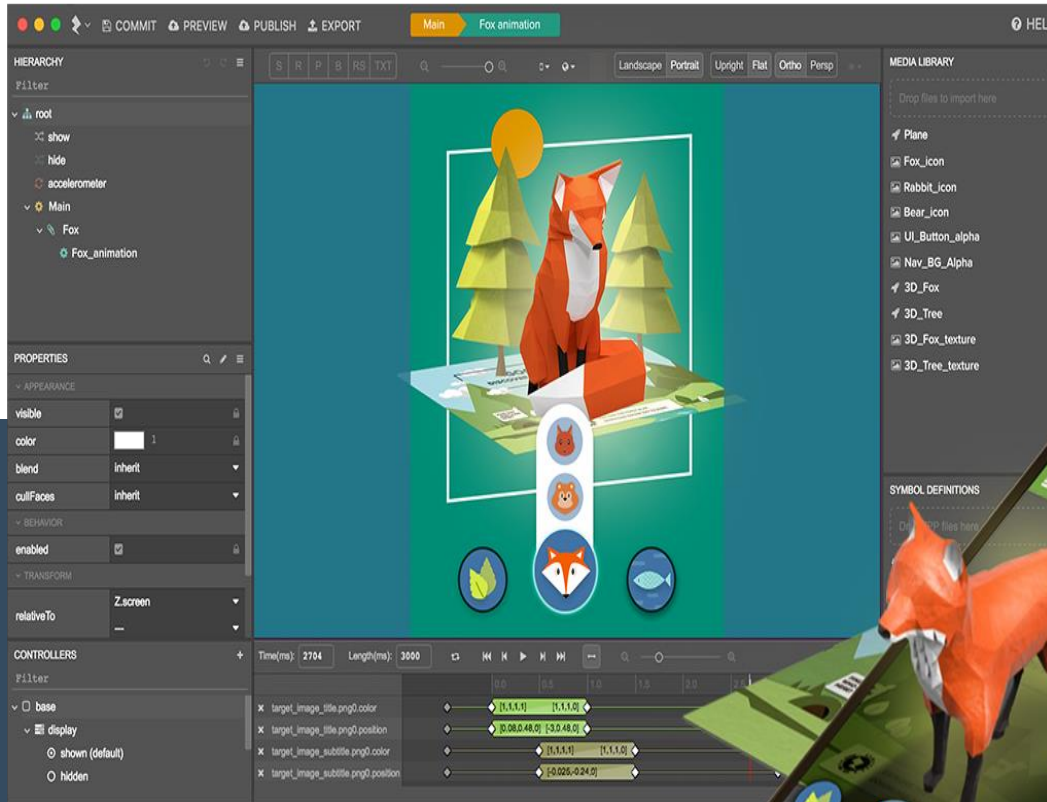 COMMIT PREVIEW PUBLISH EXPORT Main Fox animation HEL
HIERARCHY
Filter
root
show
hide
accelerometer
Main
Fox
Fox_animation
PROPERTIES
APPEARANCE
visible
color 1
blend inherit
cullFaces inherit
BEHAVIOR
enabled
TRANSFORM
relativeTo Z.screen
CONTROLLERS
Filter
base
display
shown (default)
hidden
S R P B RS TXT Landscape Portrait Upright Flat Ortho Persp
Time(ms): 2704 Length(ms): 3000
0.0 0.5 1.0 1.5 2.0
target_image_title.png0.color [1,1,1,1] [1,1,1,0]
target_image_title.png0.position [0.08,0.48,0] [-3,0.48,0]
target_image_subtitle.png0.color [1,1,1,1] [1,1,1,0]
target_image_subtitle.png0.position [-0.025,-0.24,0]
MEDIA LIBRARY
Drop files to import here
Plane
Fox_icon
Rabbit_icon
Bear_icon
UI_Button_alpha
Nav_BG_Alpha
3D_Fox
3D_Tree
3D_Fox_texture
3D_Tree_texture
SYMBOL DEFINITIONS
files here